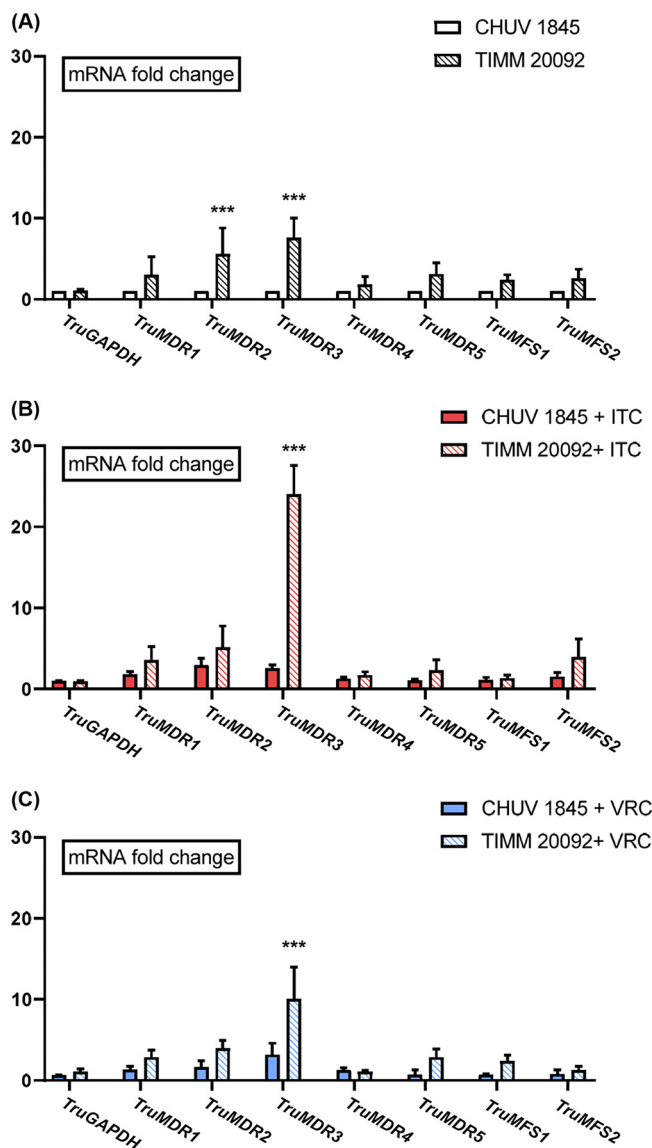 (A)
CHUV 1845
TIMM 20092
30
mRNA fold change
20
10
*** ***
0
TruGAPDH TruMDR1 TruMDR2 TruMDR3 TruMDR4 TruMDR5 TruMFS1 TruMFS2
(B)
CHUV 1845 + ITC
TIMM 20092+ ITC
30
mRNA fold change
***
20
10
0
TruGAPDH TruMDR1 TruMDR2 TruMDR3 TruMDR4 TruMDR5 TruMFS1 TruMFS2
(C)
CHUV 1845 + VRC
TIMM 20092+ VRC
30
mRNA fold change
20
***
10
0
TruGAPDH TruMDR1 TruMDR2 TruMDR3 TruMDR4 TruMDR5 TruMFS1 TruMFS2